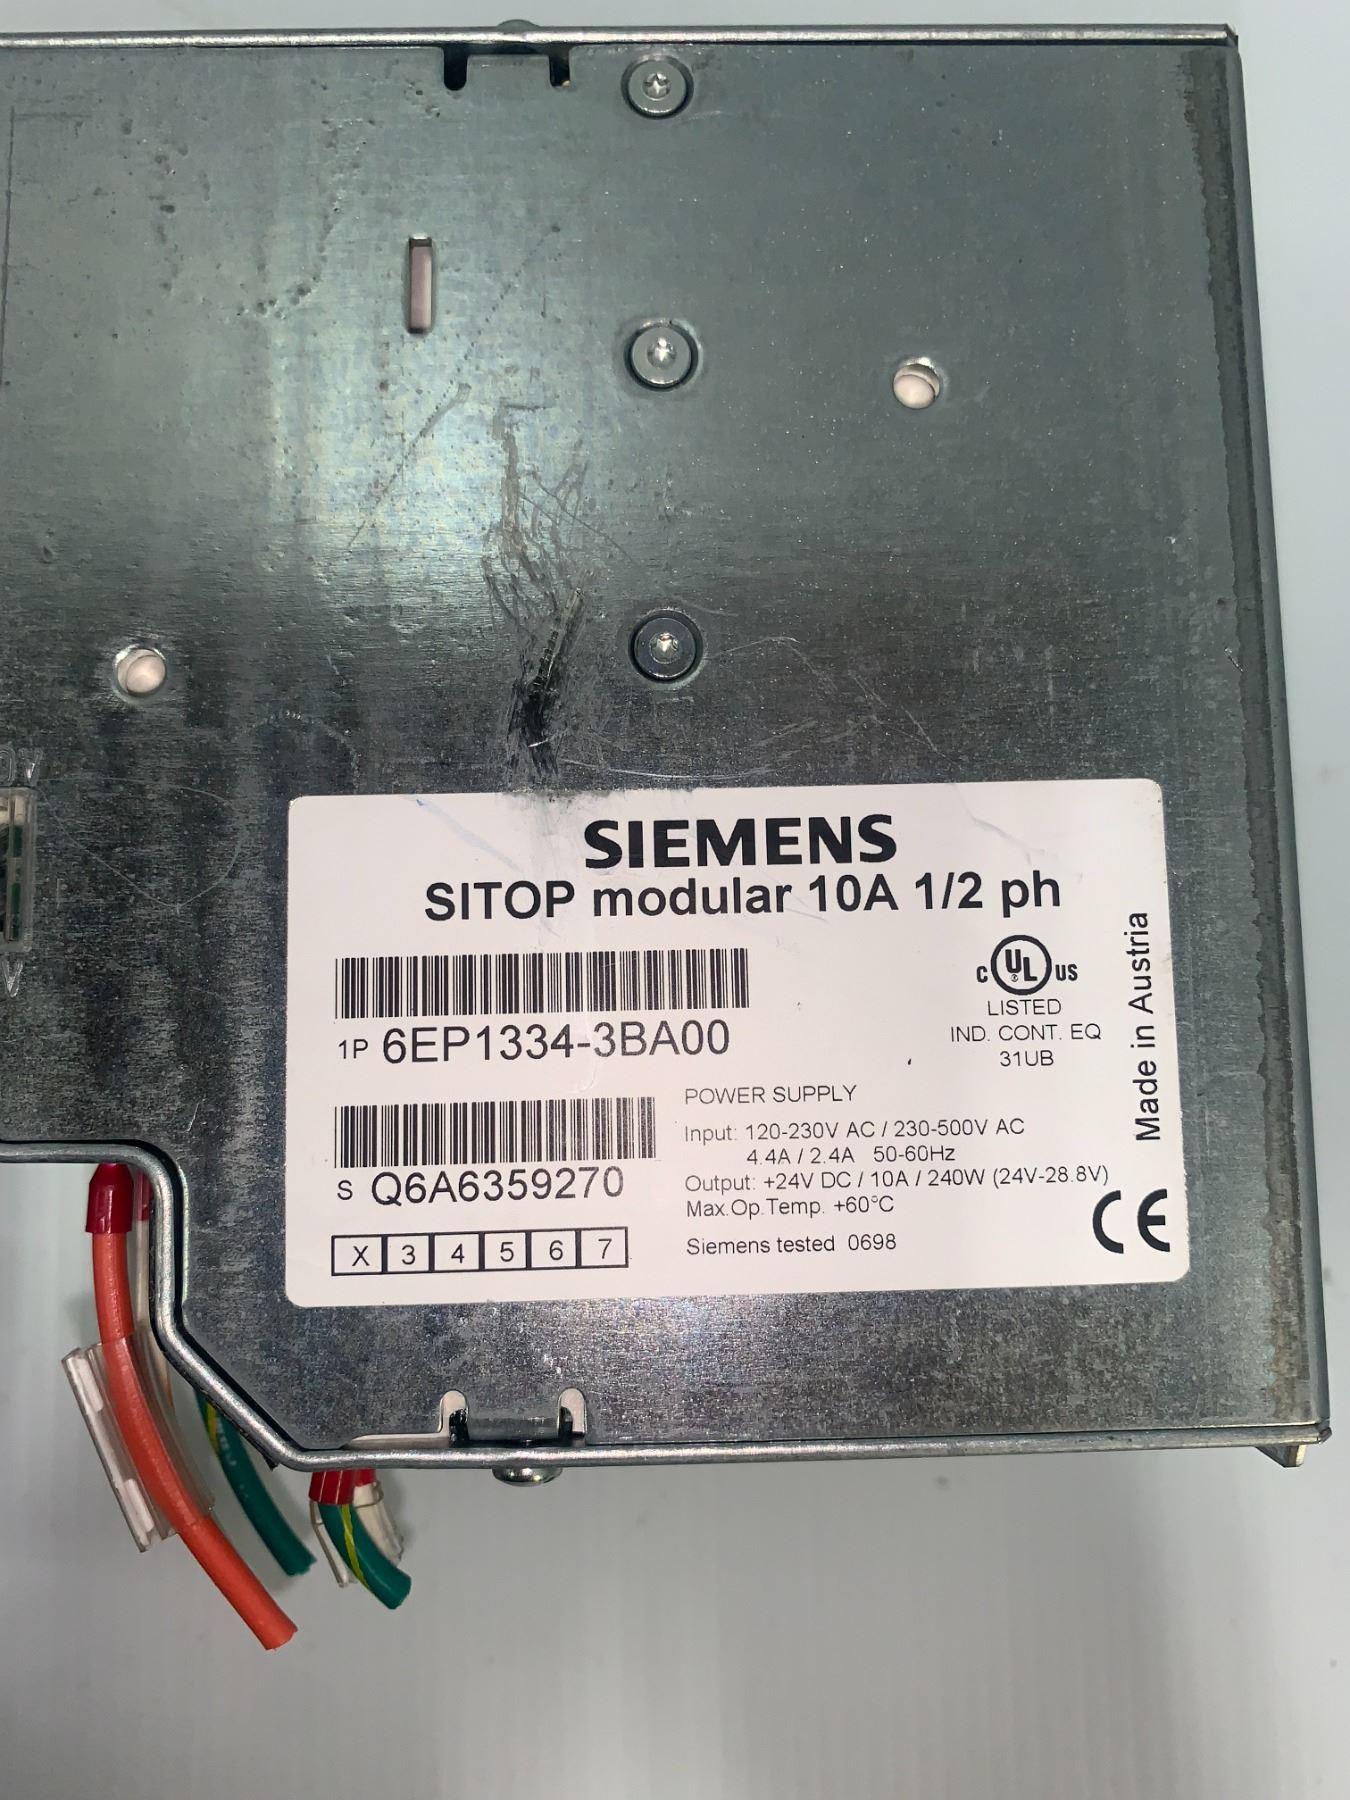 SIEMENS
SITOP modular 10A 1/2 ph
1P 6EP1334-3BA00
S Q6A6359270
X 3 4 5 6 7
C UL ® US
LISTED
IND. CONT. EQ
31UB
POWER SUPPLY
Input: 120-230V AC / 230-500V AC
4.4A / 2.4A 50-60Hz
Output: +24V DC / 10A / 240W (24V-28.8V)
Max.Op.Temp. +60°C
Siemens tested 0698
CE
Made in Austria